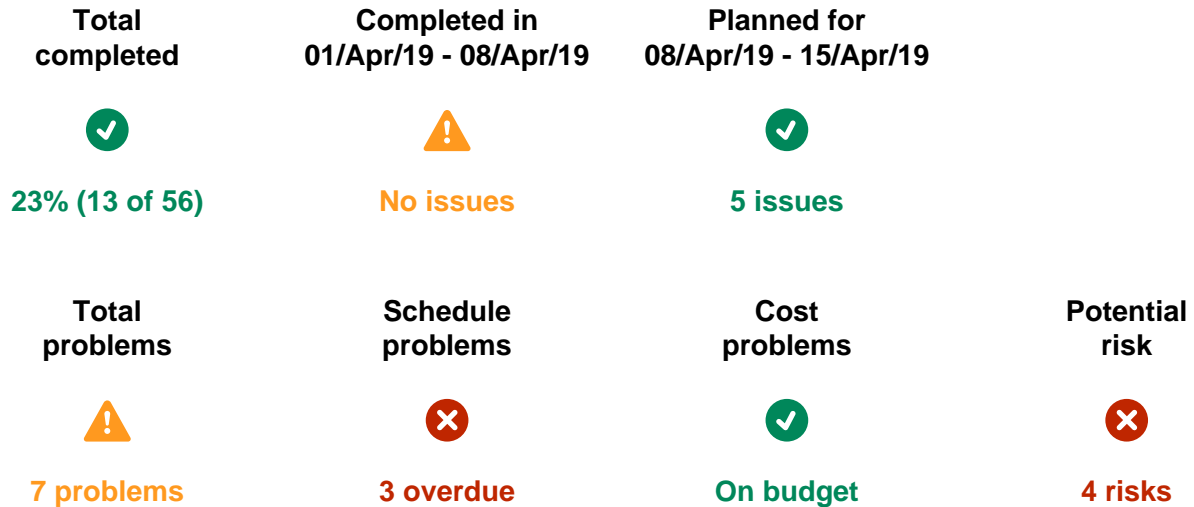 Total
completed
Completed in
01/Apr/19 - 08/Apr/19
Planned for
08/Apr/19 - 15/Apr/19
23% (13 of 56)
No issues
5 issues
Total
problems
Schedule
problems
Cost
problems
Potential
risk
7 problems
3 overdue
On budget
4 risks